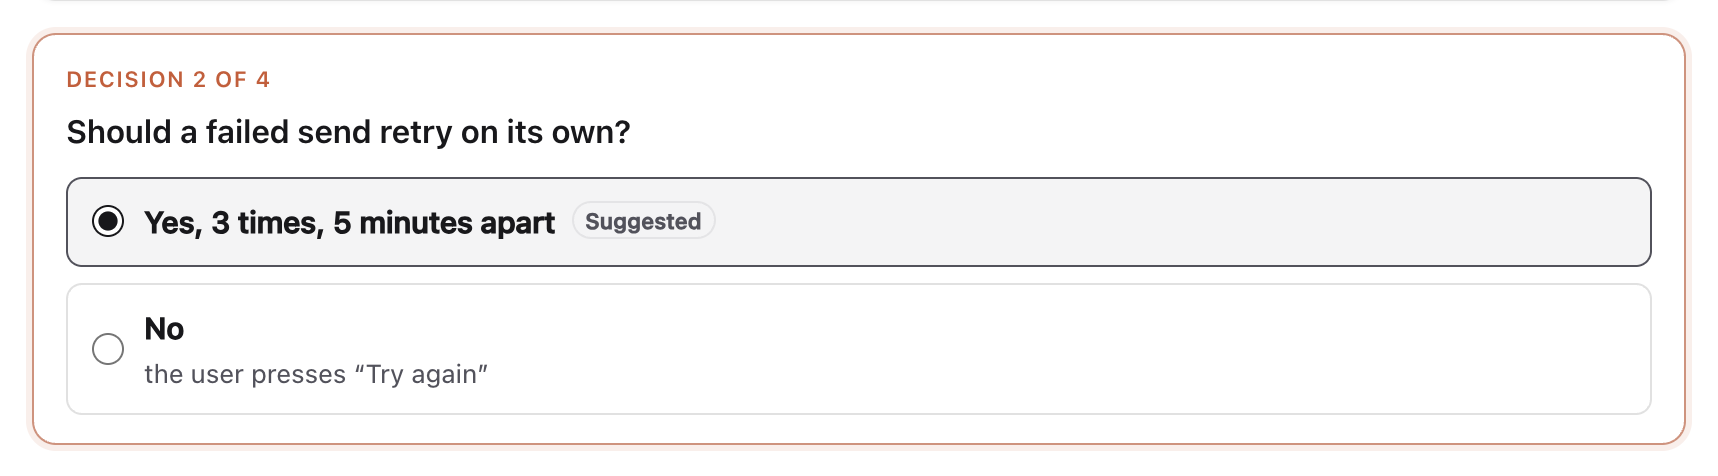 DECISION 2 OF 4
Should a failed send retry on its own?
Yes, 3 times, 5 minutes apart Suggested
No
the user presses “Try again”